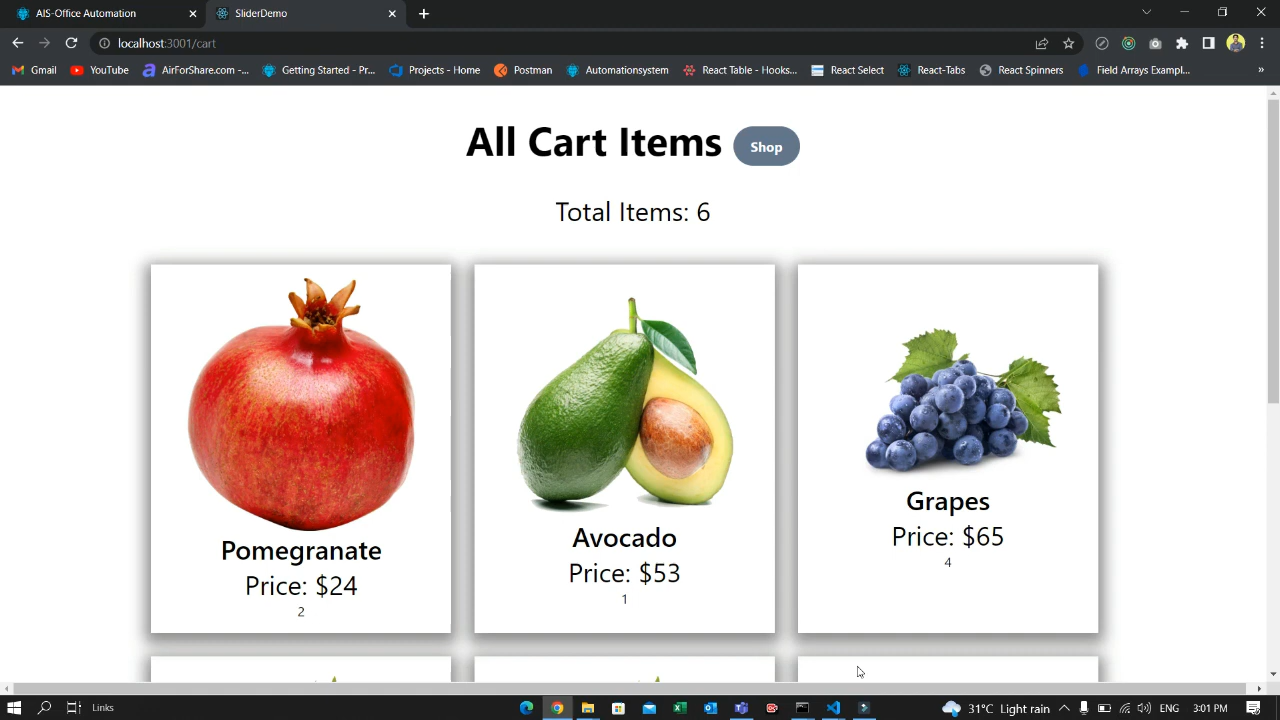 AIS-Office Automation
SliderDemo
localhost:3001/cart
Gmail
YouTube
AirForShare.com -...
Getting Started - Pr...
Projects - Home
Postman
Automationsystem
React Table - Hoks...
React Select
React-Tabs
React Spinners
Field Arrays Exampl...
»
All Cart Items
Shop
Total Items: 6
Pomegranate
Price: $24
2
Avocado
Price: $53
1
Grapes
Price: $65
4
Links
31°C Light rain
ENG
3:01 PM